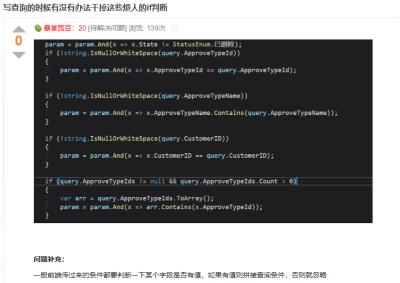 写查询的时候有没有办法干掉这些烦人的if判断
0
悬赏园豆：20 [待解决问题] 浏览: 139次
param = param.And(x => x.State != StatusEnum.已删除);
if (!string.IsNullOrWhiteSpace(query.ApproveTypeId))
{
param = param.And(x => x.ApproveTypeId == query.ApproveTypeId);
}
if (!string.IsNullOrWhiteSpace(query.ApproveTypeName))
{
param = param.And(x => x.ApproveTypeName.Contains(query.ApproveTypeName));
}
if (!string.IsNullOrWhiteSpace(query.CustomerID))
{
param = param.And(x => x.CustomerID == query.CustomerID);
}
if (query.ApproveTypeIds != null && query.ApproveTypeIds.Count > 0)
{
var arr = query.ApproveTypeIds.ToArray();
param = param.And(x => arr.Contains(x.ApproveTypeId));
}
问题补充：
一般前端传过来的条件都要判断一下某个字段是否有值，如果有值则拼接查询条件，否则就忽略